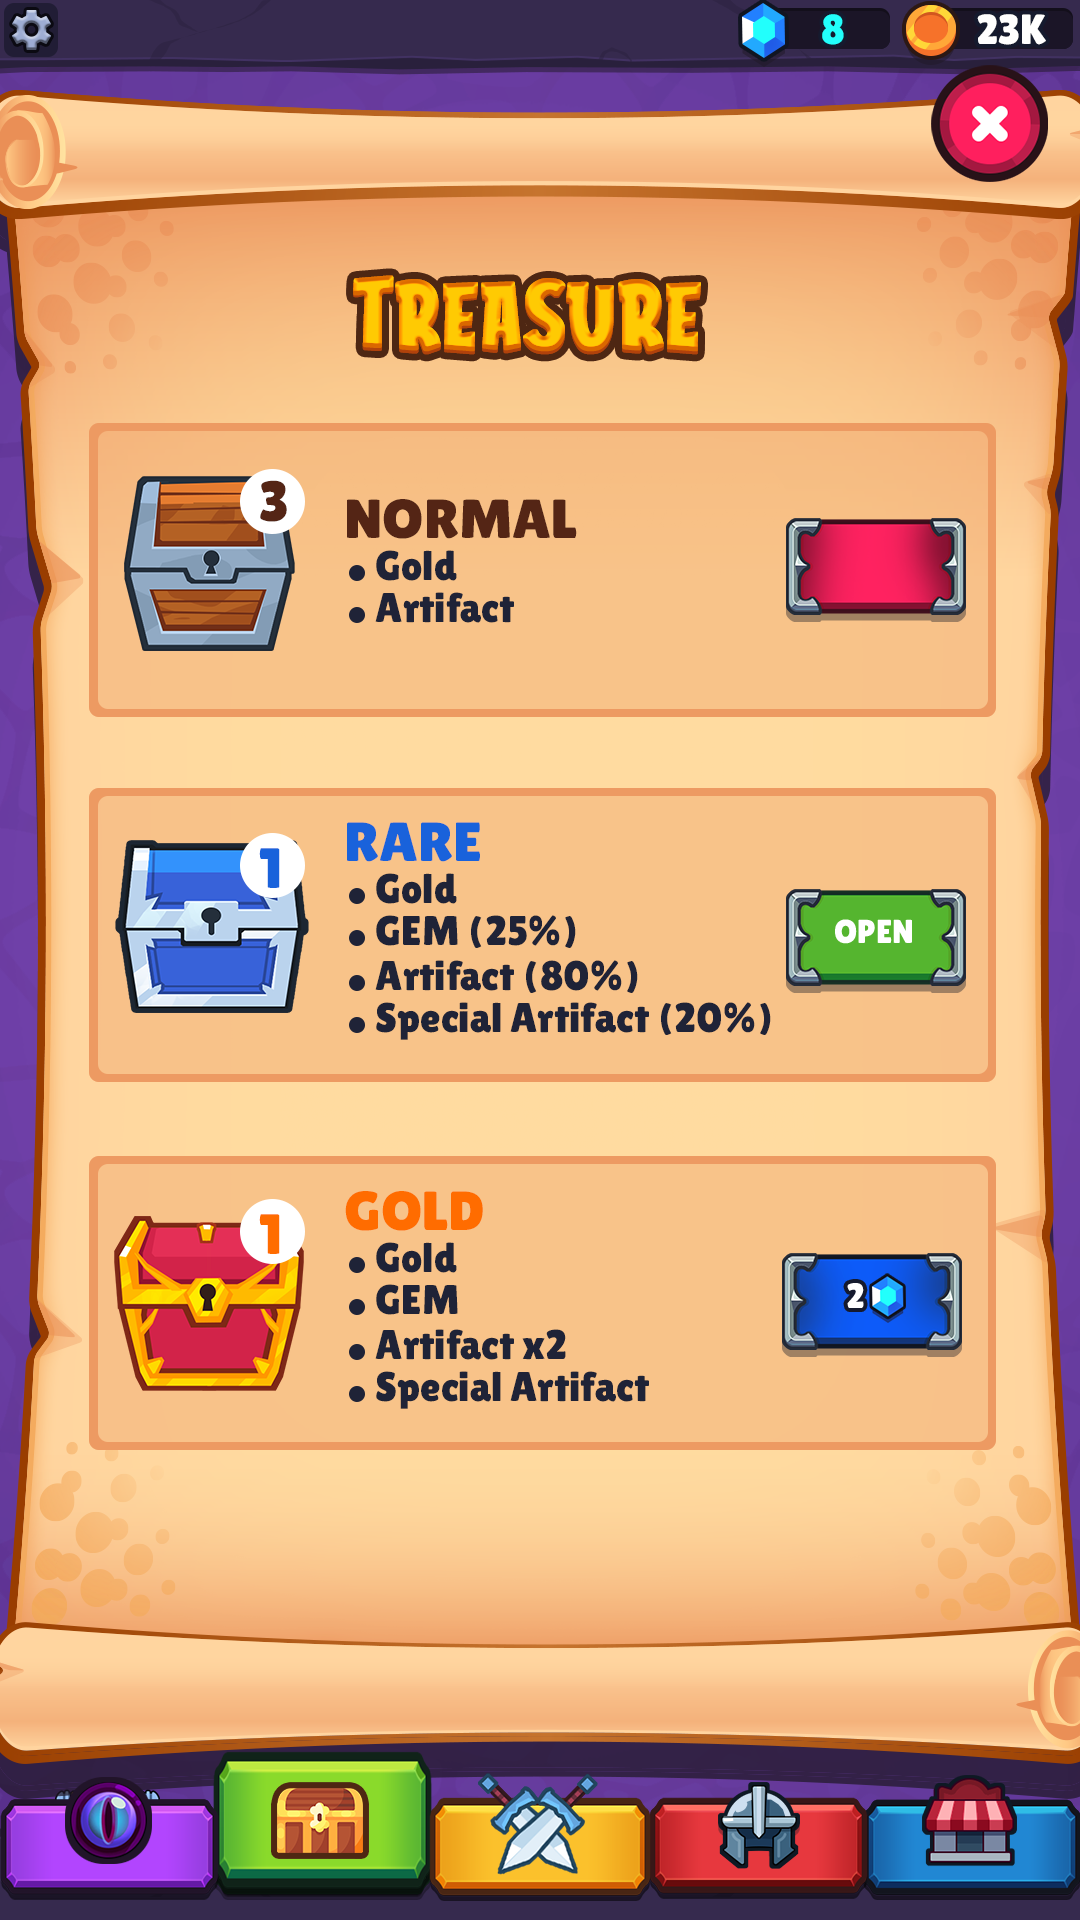 8
23K
TREASURE
3
NORMAL
• Gold
• Artifact
1
RARE
• Gold
• GEM (25%)
• Artifact (80%)
• Special Artifact (20%)
OPEN
1
GOLD
• Gold
• GEM
• Artifact x2
• Special Artifact
2